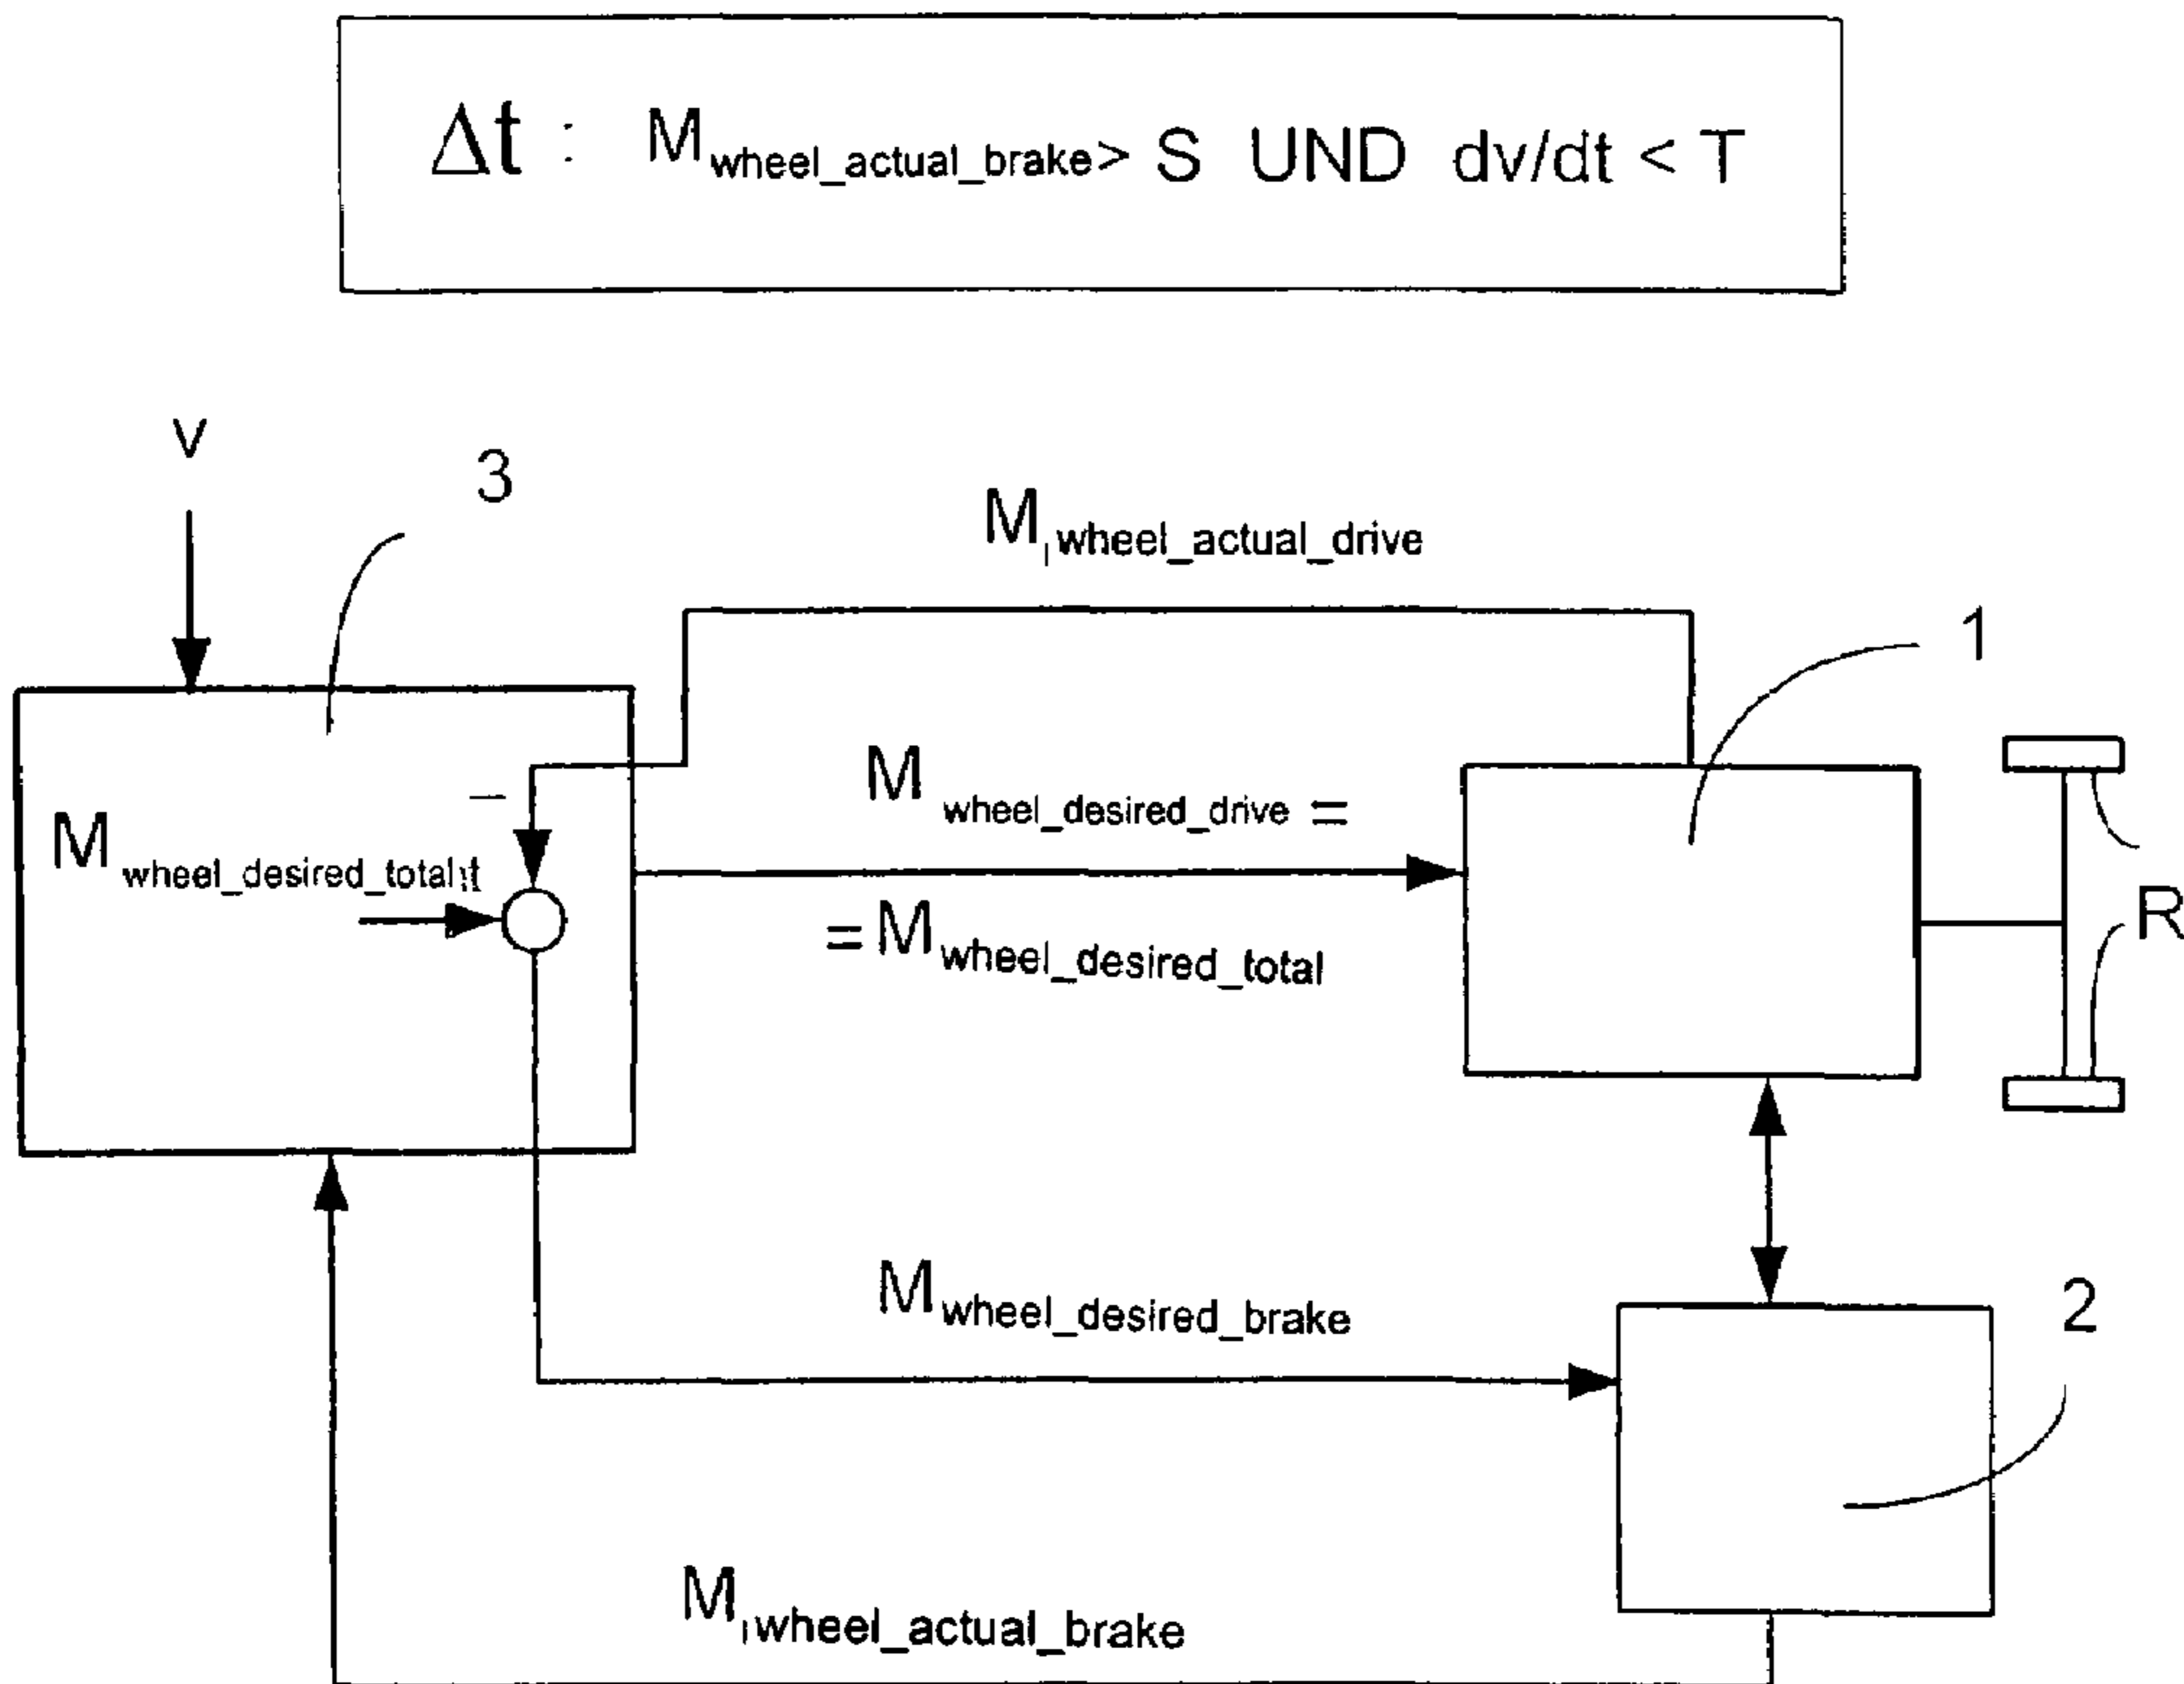 Δt : M wheel_actual_brake > S UND dv/dt < T
v
3
M wheel_actual_drive
1
M wheel_desired_drive =
M wheel_desired_total
= M wheel_desired_total
R
M wheel_desired_brake
2
M wheel_actual_brake